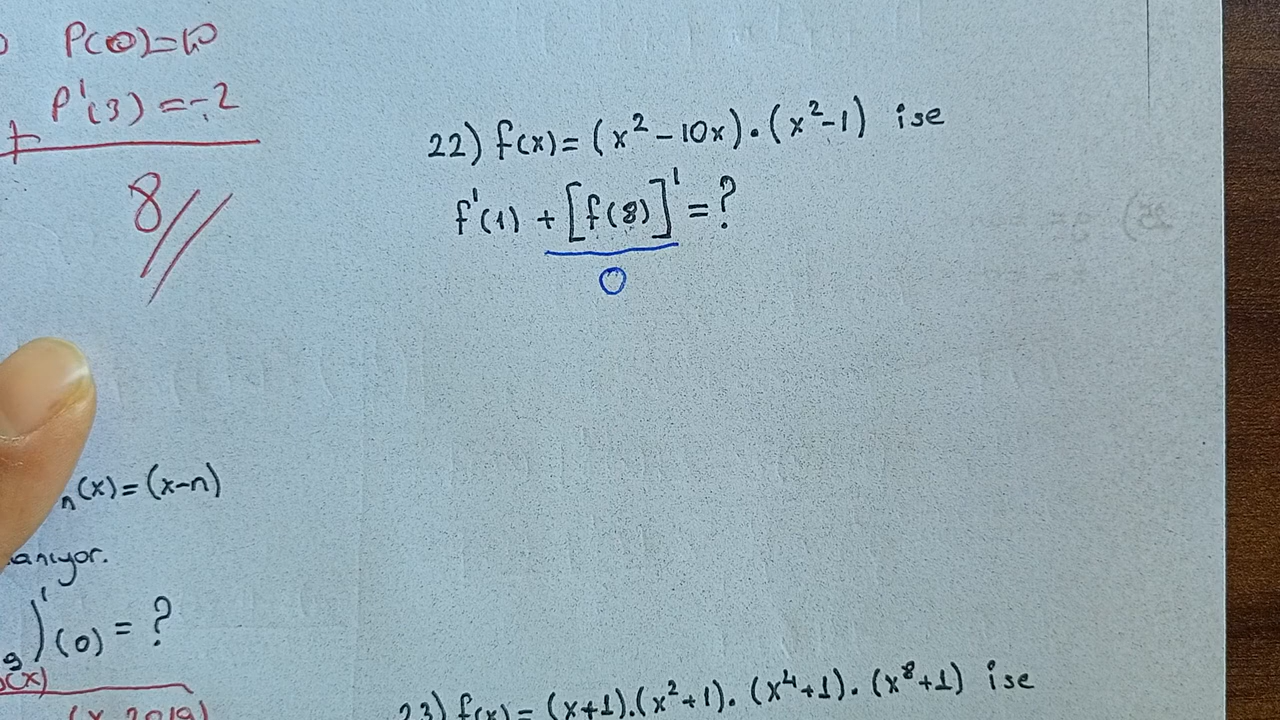 P(0)=10
P'(3) = -2
+
8//
22) f(x) = (x² - 10x) . (x² - 1) ise
f'(1) + [f(8)]' = ?
0
n(x) = (x-n)
anıyor.
)'(0) = ?
23) f(x) = (x+1).(x²+1). (x⁴+1). (x⁸+1) ise